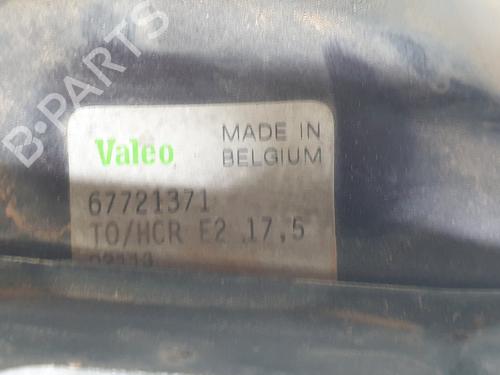 B-PARTS
Valeo
MADE IN
BELGIUM
67721371
TO/HCR E2 17,5